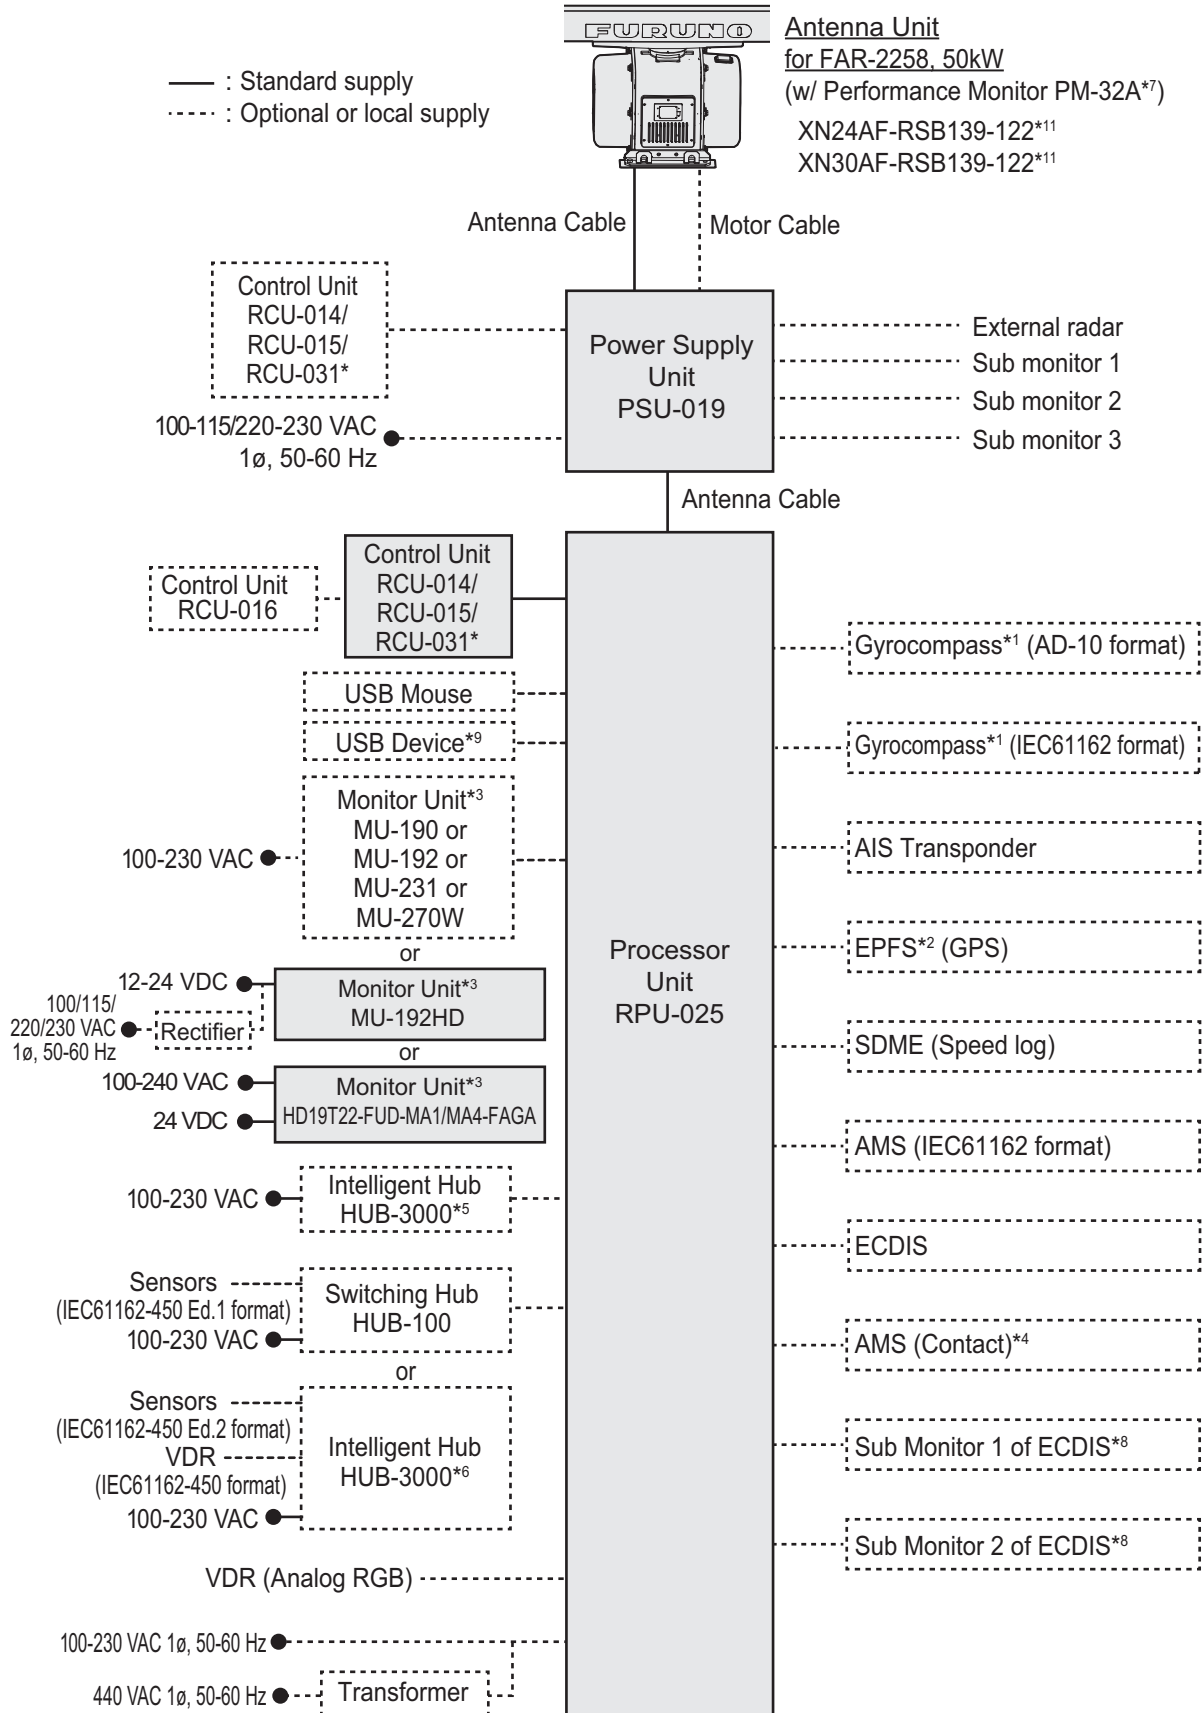 FURUNO
Antenna Unit
for FAR-2258, 50kW
(w/ Performance Monitor PM-32A*7)
XN24AF-RSB139-122*11
XN30AF-RSB139-122*11
: Standard supply
: Optional or local supply
Antenna Cable
Motor Cable
Control Unit
RCU-014/
RCU-015/
RCU-031*
100-115/220-230 VAC
1ø, 50-60 Hz
Power Supply
Unit
PSU-019
External radar
Sub monitor 1
Sub monitor 2
Sub monitor 3
Antenna Cable
Control Unit
RCU-016
Control Unit
RCU-014/
RCU-015/
RCU-031*
USB Mouse
USB Device*9
Monitor Unit*3
MU-190 or
MU-192 or
MU-231 or
MU-270W
100-230 VAC
or
12-24 VDC
100/115/
220/230 VAC
1ø, 50-60 Hz
Rectifier
Monitor Unit*3
MU-192HD
or
100-240 VAC
24 VDC
Monitor Unit*3
HD19T22-FUD-MA1/MA4-FAGA
100-230 VAC
Intelligent Hub
HUB-3000*5
Sensors
(IEC61162-450 Ed.1 format)
100-230 VAC
Switching Hub
HUB-100
or
Sensors
(IEC61162-450 Ed.2 format)
VDR
(IEC61162-450 format)
100-230 VAC
Intelligent Hub
HUB-3000*6
VDR (Analog RGB)
100-230 VAC 1ø, 50-60 Hz
440 VAC 1ø, 50-60 Hz
Transformer
Processor
Unit
RPU-025
Gyrocompass*1 (AD-10 format)
Gyrocompass*1 (IEC61162 format)
AIS Transponder
EPFS*2 (GPS)
SDME (Speed log)
AMS (IEC61162 format)
ECDIS
AMS (Contact)*4
Sub Monitor 1 of ECDIS*8
Sub Monitor 2 of ECDIS*8